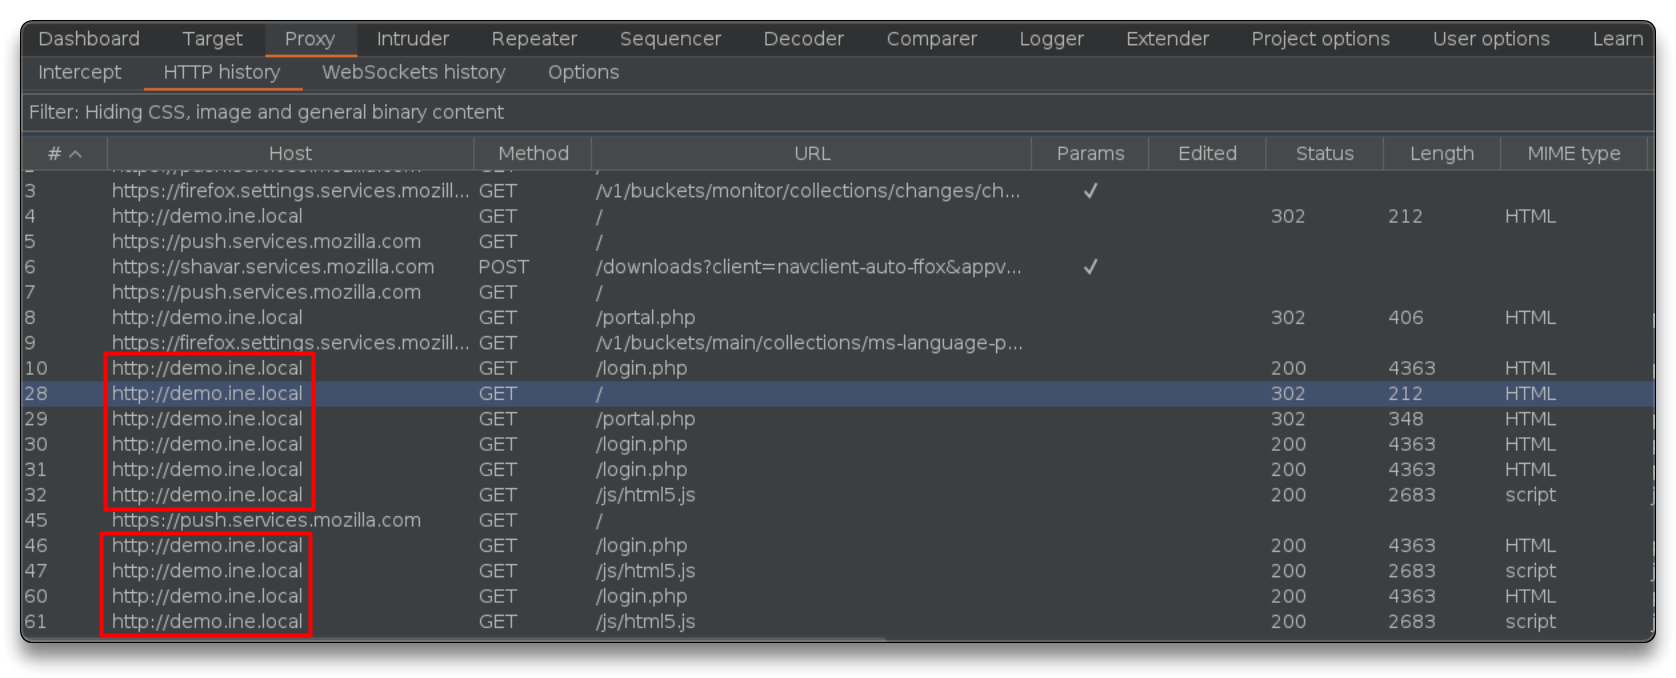 Dashboard Target Proxy Intruder Repeater Sequencer Decoder Comparer Logger Extender Project options User options Learn
Intercept HTTP history WebSockets history Options
Filter: Hiding CSS, image and general binary content
# Host Method URL Params Edited Status Length MIME type
3 https://firefox.settings.services.mozill... GET /v1/buckets/monitor/collections/changes/ch... ✓
4 http://demo.ine.local GET / 302 212 HTML
5 https://push.services.mozilla.com GET /
6 https://shavar.services.mozilla.com POST /downloads?client=navclient-auto-ffox&appv... ✓
7 https://push.services.mozilla.com GET /
8 http://demo.ine.local GET /portal.php 302 406 HTML
9 https://firefox.settings.services.mozill... GET /v1/buckets/main/collections/ms-language-p...
10 http://demo.ine.local GET /login.php 200 4363 HTML
28 http://demo.ine.local GET / 302 212 HTML
29 http://demo.ine.local GET /portal.php 302 348 HTML
30 http://demo.ine.local GET /login.php 200 4363 HTML
31 http://demo.ine.local GET /login.php 200 4363 HTML
32 http://demo.ine.local GET /js/html5.js 200 2683 script
45 https://push.services.mozilla.com GET /
46 http://demo.ine.local GET /login.php 200 4363 HTML
47 http://demo.ine.local GET /js/html5.js 200 2683 script
60 http://demo.ine.local GET /login.php 200 4363 HTML
61 http://demo.ine.local GET /js/html5.js 200 2683 script